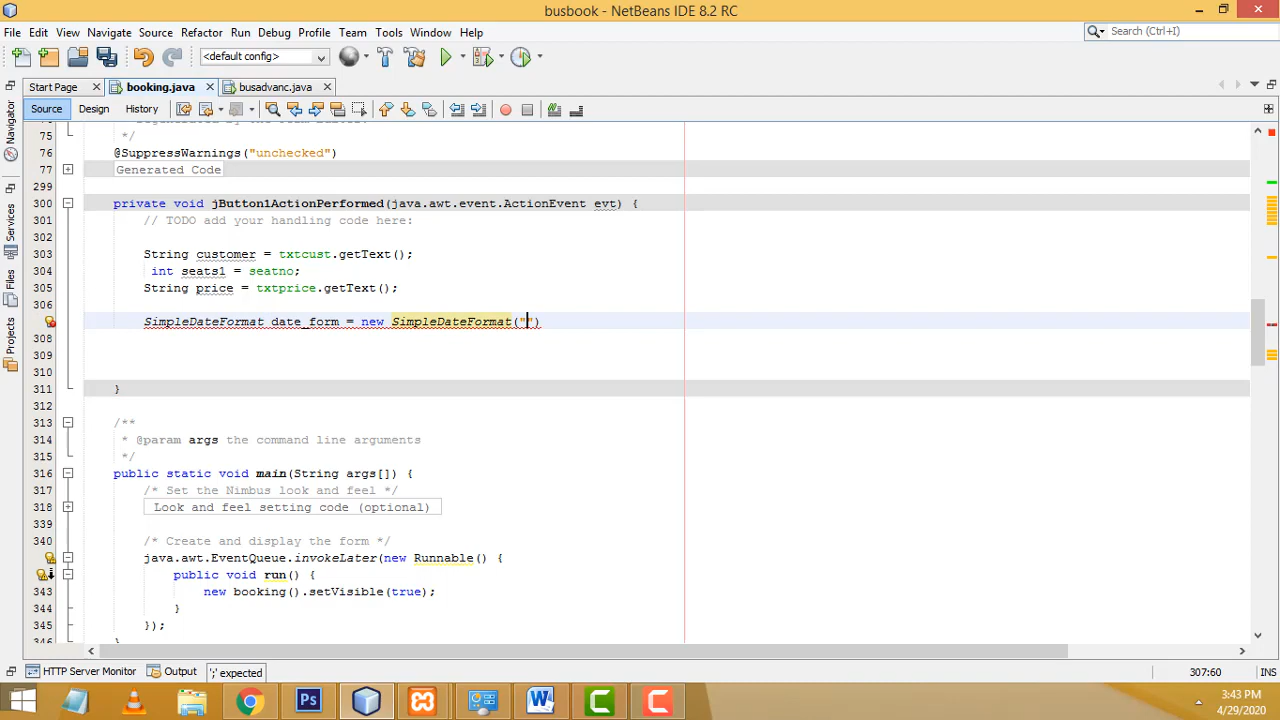 busbook - NetBeans IDE 8.2 RC
File Edit View Navigate Source Refactor Run Debug Profile Team Tools Window Help
Search (Ctrl+I)
<default config>
Start Page booking.java busadvanc.java
Source Design History
Navigator
Services
Files
Projects
75 */
76 @SuppressWarnings("unchecked")
77 Generated Code
299
300 private void jButton1ActionPerformed(java.awt.event.ActionEvent evt) {
301 // TODO add your handling code here:
302
303 String customer = txtcust.getText();
304 int seats1 = seatno;
305 String price = txtprice.getText();
306
SimpleDateFormat date_form = new SimpleDateFormat("")
308
309
310
311 }
312
313 /**
314 * @param args the command line arguments
315 */
316 public static void main(String args[]) {
317 /* Set the Nimbus look and feel */
318 Look and feel setting code (optional)
339
340 /* Create and display the form */
java.awt.EventQueue.invokeLater(new Runnable() {
public void run() {
343 new booking().setVisible(true);
344 }
345 });
346 }
HTTP Server Monitor Output ';' expected
307:60 INS
Ps
W
C
C
3:43 PM
4/29/2020